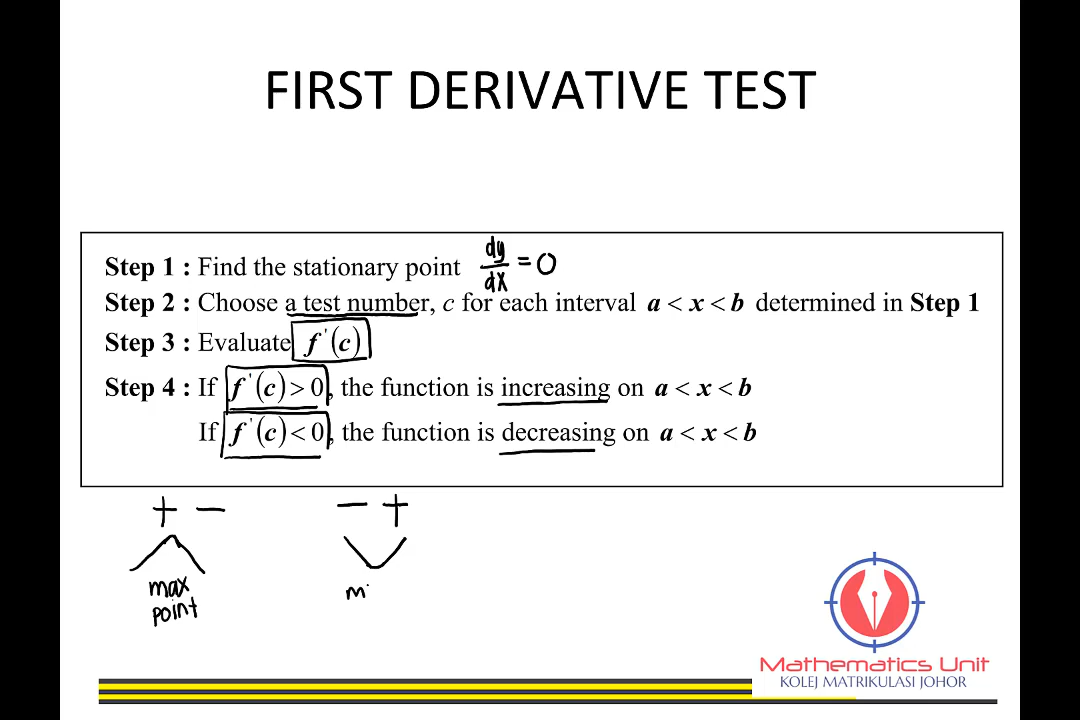 FIRST DERIVATIVE TEST
Step 1 : Find the stationary point dy/dx = 0
Step 2 : Choose a test number, c for each interval a < x < b determined in Step 1
Step 3 : Evaluate f'(c)
Step 4 : If f'(c) > 0, the function is increasing on a < x < b
If f'(c) < 0, the function is decreasing on a < x < b
+ −
− +
max
point
mi
Mathematics Unit
KOLEJ MATRIKULASI JOHOR